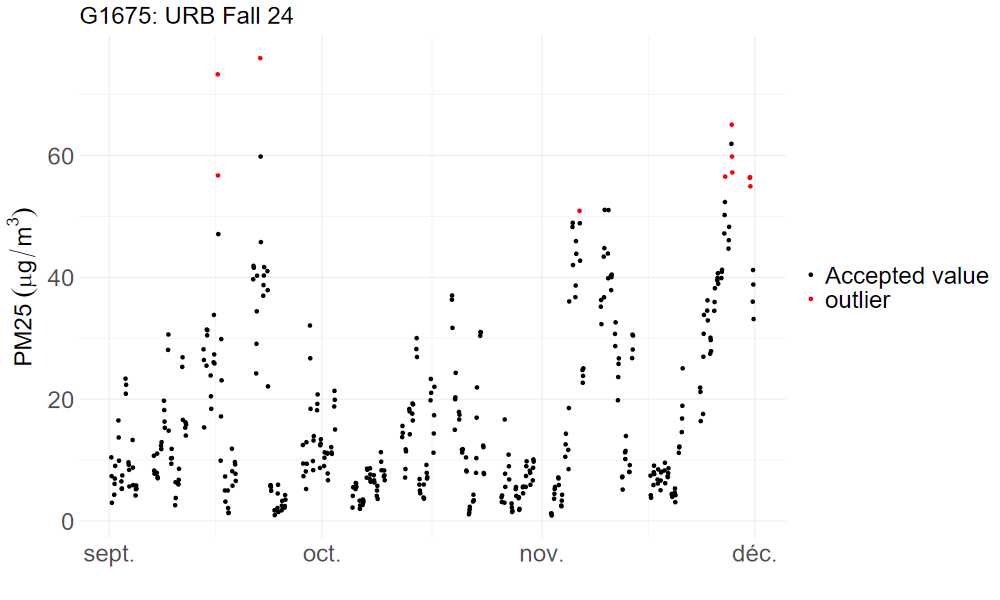 G1675: URB Fall 24
PM25 (μg/m³)
60
40
20
0
sept.
oct.
nov.
déc.
Accepted value
outlier